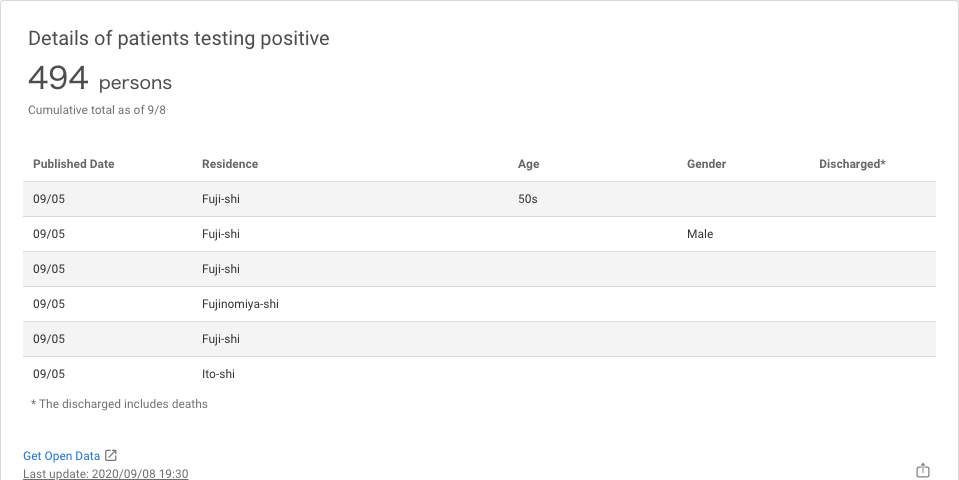 Details of patients testing positive
494 persons
Cumulative total as of 9/8
Published Date Residence Age Gender Discharged*
09/05 Fuji-shi 50s
09/05 Fuji-shi Male
09/05 Fuji-shi
09/05 Fujinomiya-shi
09/05 Fuji-shi
09/05 Ito-shi
* The discharged includes deaths
Get Open Data
Last update: 2020/09/08 19:30